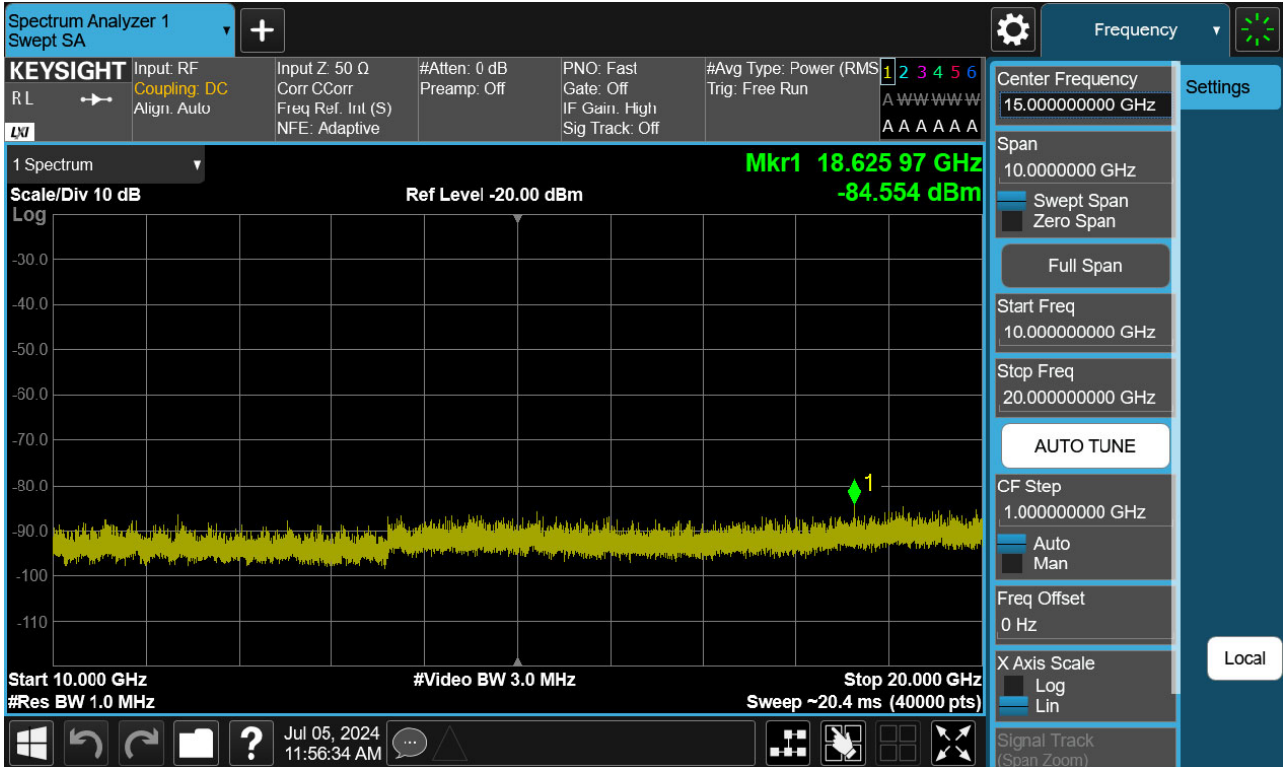 Spectrum Analyzer 1
Swept SA
+
Frequency
KEYSIGHT
RL
LXI
Input: RF
Coupling: DC
Align: Auto
Input Z: 50 Ω
Corr CCorr
Freq Ref: Int (S)
NFE: Adaptive
#Atten: 0 dB
Preamp: Off
PNO: Fast
Gate: Off
IF Gain: High
Sig Track: Off
#Avg Type: Power (RMS
Trig: Free Run
1 2 3 4 5 6
A W W W W W
A A A A A A
1 Spectrum
Mkr1 18.625 97 GHz
-84.554 dBm
Scale/Div 10 dB
Ref Level -20.00 dBm
Log
-30.0
-40.0
-50.0
-60.0
-70.0
-80.0
-90.0
-100
-110
1
Start 10.000 GHz
#Video BW 3.0 MHz
Stop 20.000 GHz
#Res BW 1.0 MHz
Sweep ~20.4 ms (40000 pts)
Center Frequency
15.000000000 GHz
Settings
Span
10.0000000 GHz
Swept Span
Zero Span
Full Span
Start Freq
10.000000000 GHz
Stop Freq
20.000000000 GHz
AUTO TUNE
CF Step
1.000000000 GHz
Auto
Man
Freq Offset
0 Hz
X Axis Scale
Log
Lin
Local
Signal Track
(Span Zoom)
?
Jul 05, 2024
11:56:34 AM